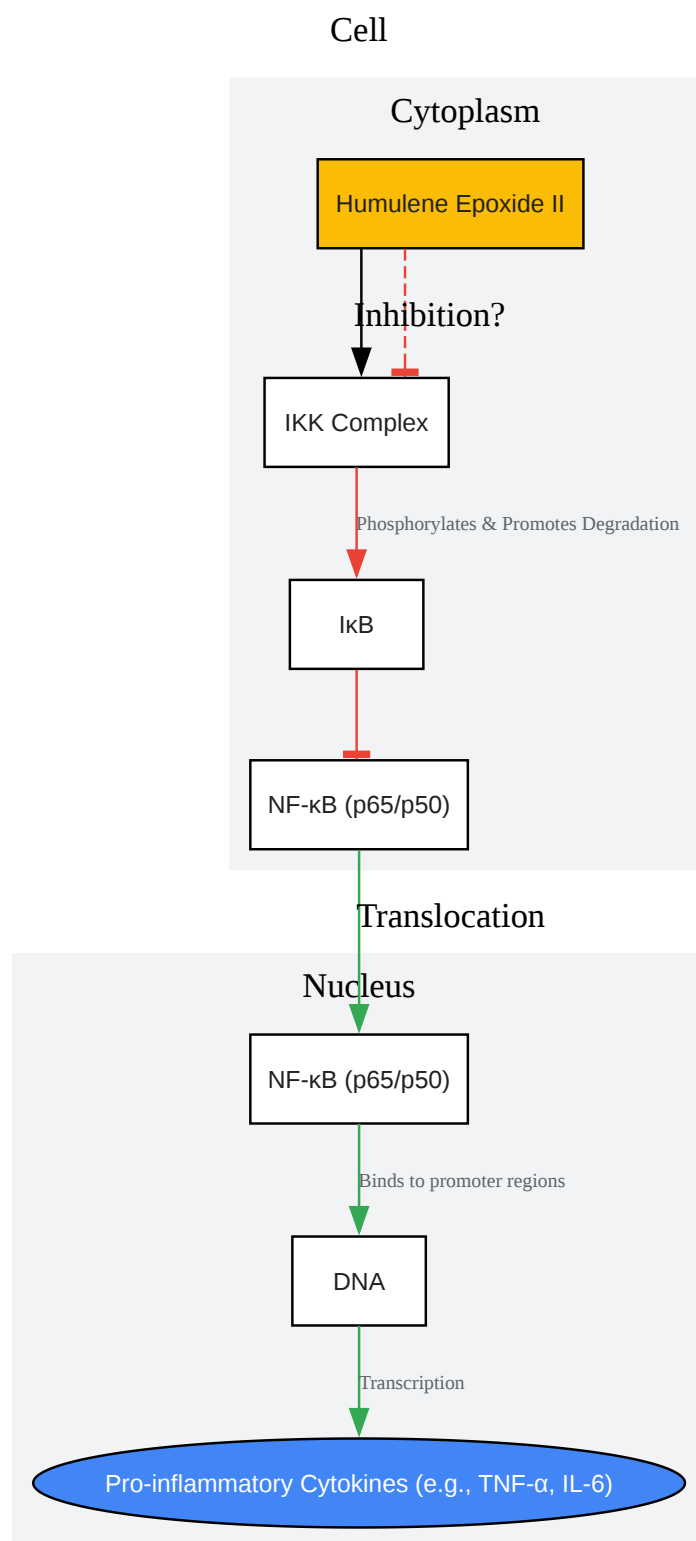 Cell
Cytoplasm
Humulene Epoxide II
Inhibition?
IKK Complex
Phosphorylates & Promotes Degradation
IκB
NF-κB (p65/p50)
Translocation
Nucleus
NF-κB (p65/p50)
Binds to promoter regions
DNA
Transcription
Pro-inflammatory Cytokines (e.g., TNF-α, IL-6)